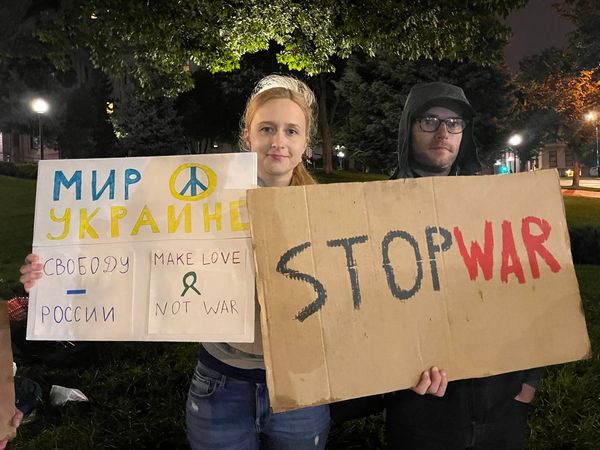 МИР
УКРАИНЕ
СВОБОДУ
–
РОССИИ
MAKE LOVE
NOT WAR
STOP WAR